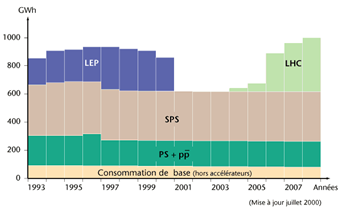 GWh
1000
LEP
LHC
800
600
SPS
400
200
PS + pp̅
Consommation de base (hors accélérateurs)
0
1993 1995 1997 1999 2001 2003 2005 2007 Années
(Mise à jour juillet 2000)